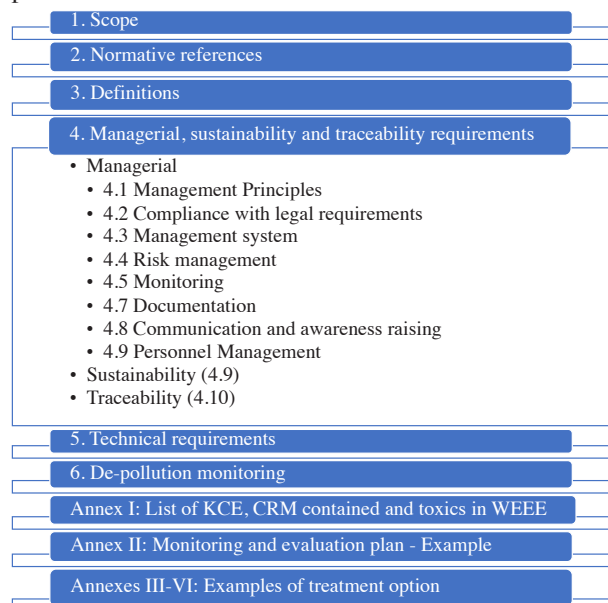 1. Scope
2. Normative references
3. Definitions
4. Managerial, sustainability and traceability requirements
• Managerial
• 4.1 Management Principles
• 4.2 Compliance with legal requirements
• 4.3 Management system
• 4.4 Risk management
• 4.5 Monitoring
• 4.7 Documentation
• 4.8 Communication and awareness raising
• 4.9 Personnel Management
• Sustainability (4.9)
• Traceability (4.10)
5. Technical requirements
6. De-pollution monitoring
Annex I: List of KCE, CRM contained and toxics in WEEE
Annex II: Monitoring and evaluation plan - Example
Annexes III-VI: Examples of treatment option